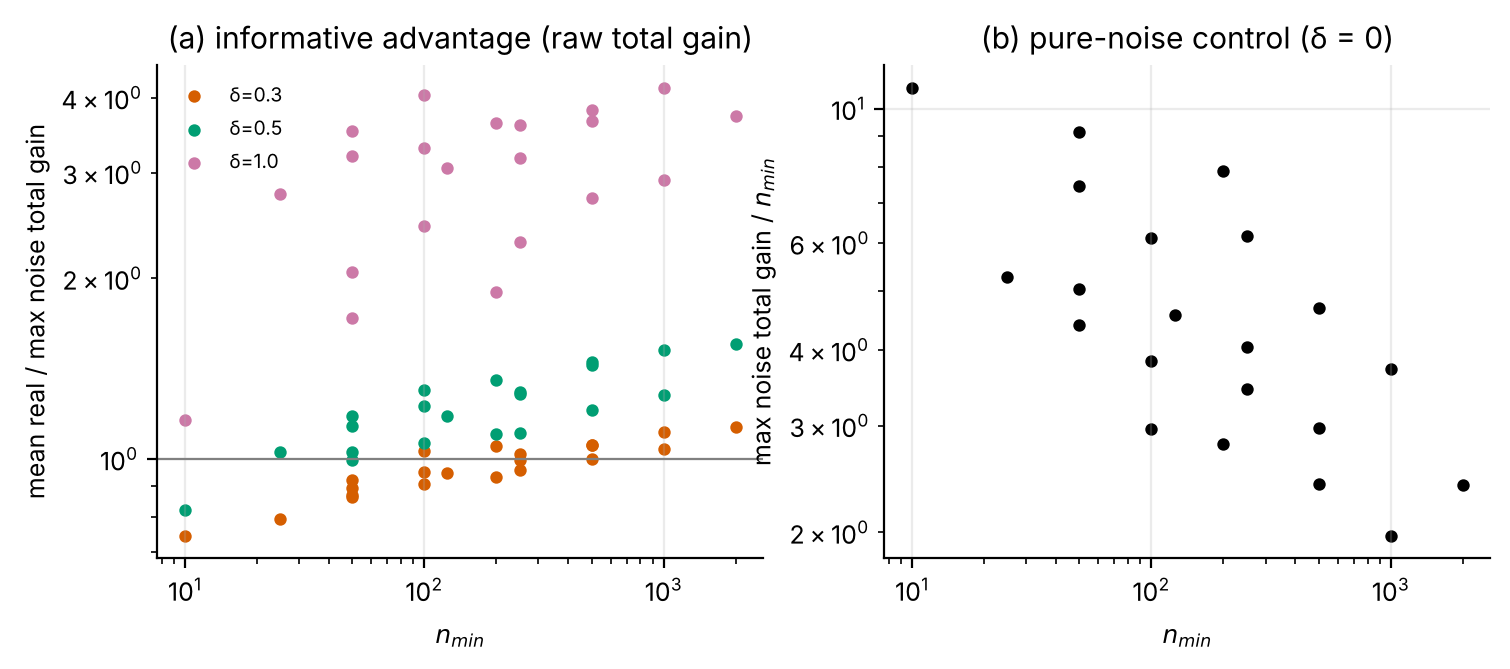 (a) informative advantage (raw total gain)
mean real / max noise total gain
4 × 10⁰
3 × 10⁰
2 × 10⁰
10⁰
δ=0.3
δ=0.5
δ=1.0
10¹
10²
10³
n_min
(b) pure-noise control (δ = 0)
max noise total gain / n_min
10¹
6 × 10⁰
4 × 10⁰
3 × 10⁰
2 × 10⁰
10¹
10²
10³
n_min